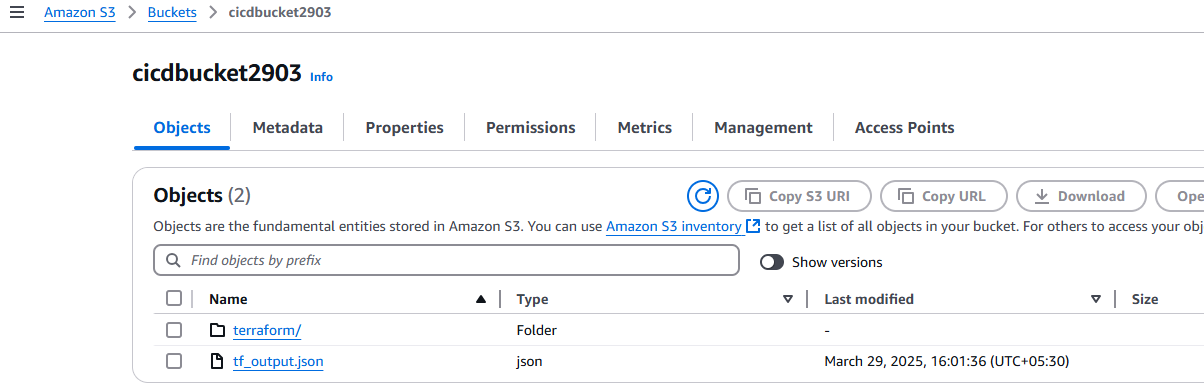 Amazon S3 > Buckets > cicdbucket2903
cicdbucket2903 Info
Objects Metadata Properties Permissions Metrics Management Access Points
Objects (2) Copy S3 URI Copy URL Download Ope
Objects are the fundamental entities stored in Amazon S3. You can use Amazon S3 inventory to get a list of all objects in your bucket. For others to access your obj
Find objects by prefix Show versions
Name Type Last modified Size
terraform/ Folder -
tf_output.json json March 29, 2025, 16:01:36 (UTC+05:30)